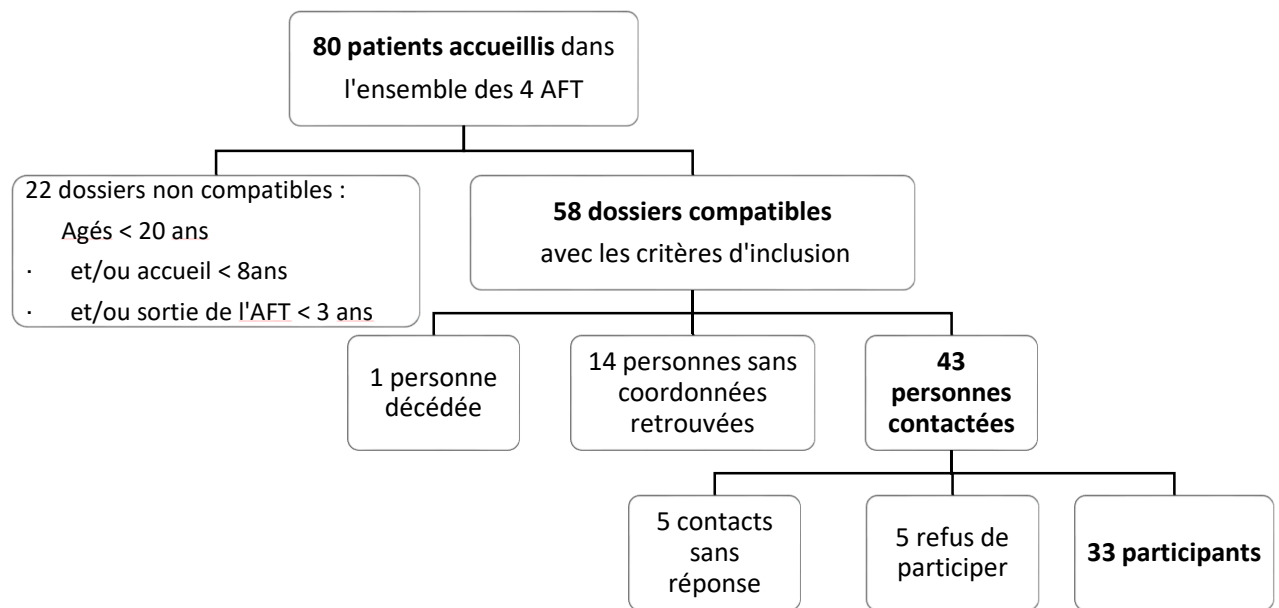 80 patients accueillis dans
l'ensemble des 4 AFT
22 dossiers non compatibles :
Agés < 20 ans
· et/ou accueil < 8ans
· et/ou sortie de l'AFT < 3 ans
58 dossiers compatibles
avec les critères d'inclusion
1 personne
décédée
14 personnes sans
coordonnées
retrouvées
43
personnes
contactées
5 contacts
sans
réponse
5 refus de
participer
33 participants